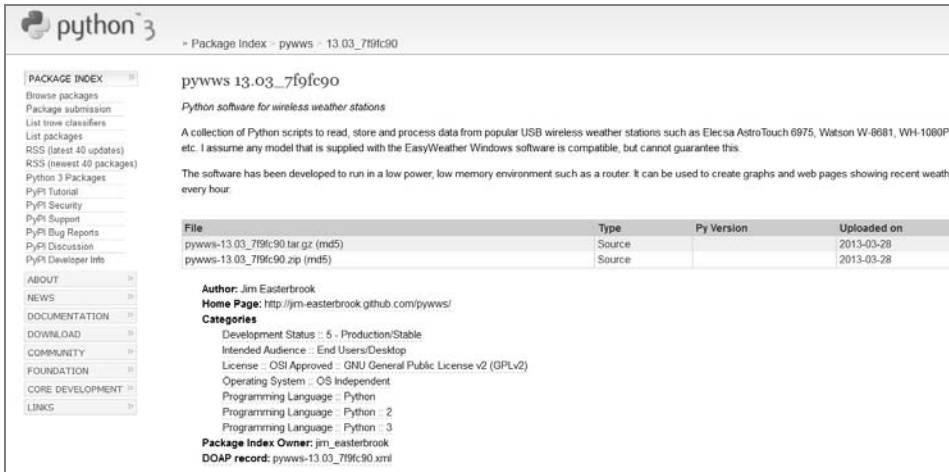 python™ 3
» Package Index > pywws > 13.03_7f9fc90
PACKAGE INDEX »
Browse packages
Package submission
List trove classifiers
List packages
RSS (latest 40 updates)
RSS (newest 40 packages)
Python 3 Packages
PyPI Tutorial
PyPI Security
PyPI Support
PyPI Bug Reports
PyPI Discussion
PyPI Developer Info
ABOUT »
NEWS »
DOCUMENTATION »
DOWNLOAD »
COMMUNITY »
FOUNDATION »
CORE DEVELOPMENT »
LINKS »
pywws 13.03_7f9fc90
Python software for wireless weather stations
A collection of Python scripts to read, store and process data from popular USB wireless weather stations such as Elecsa AstroTouch 6975, Watson W-8681, WH-1080P
etc. I assume any model that is supplied with the EasyWeather Windows software is compatible, but cannot guarantee this.
The software has been developed to run in a low power, low memory environment such as a router. It can be used to create graphs and web pages showing recent weath
every hour.
File Type Py Version Uploaded on
pywws-13.03_7f9fc90.tar.gz (md5) Source 2013-03-28
pywws-13.03_7f9fc90.zip (md5) Source 2013-03-28
Author: Jim Easterbrook
Home Page: http://jim-easterbrook.github.com/pywws/
Categories
Development Status :: 5 - Production/Stable
Intended Audience :: End Users/Desktop
License :: OSI Approved :: GNU General Public License v2 (GPLv2)
Operating System :: OS Independent
Programming Language :: Python
Programming Language :: Python :: 2
Programming Language :: Python :: 3
Package Index Owner: jim_easterbrook
DOAP record: pywws-13.03_7f9fc90.xml